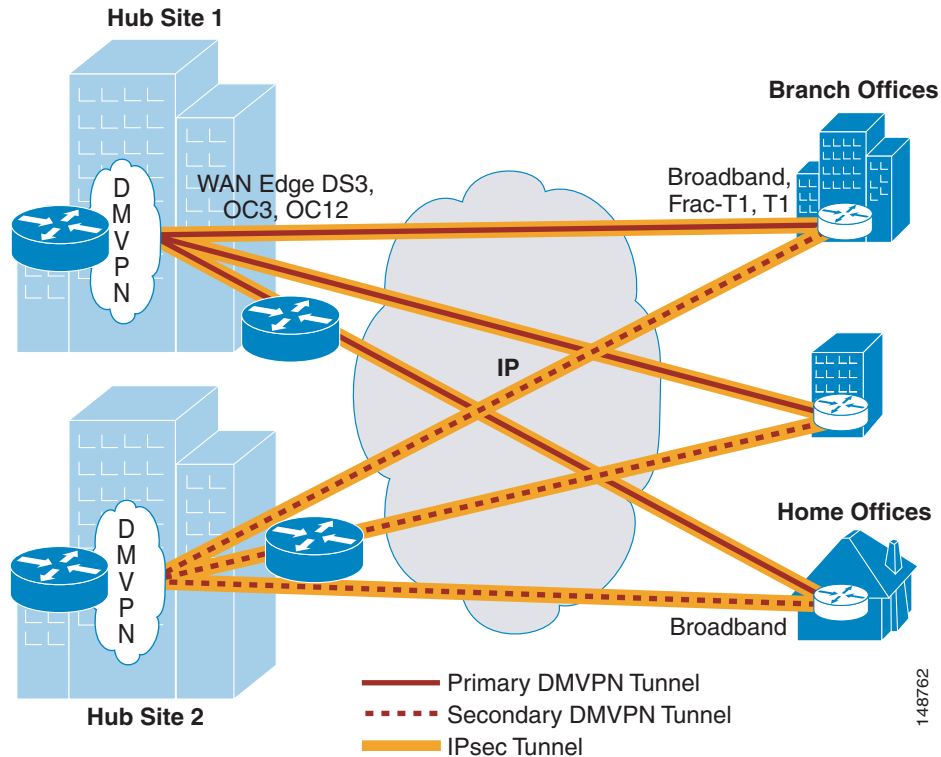 Hub Site 1
Branch Offices
D
M
V
P
N
WAN Edge DS3,
OC3, OC12
Broadband,
Frac-T1, T1
IP
D
M
V
P
N
Home Offices
Broadband
Hub Site 2
Primary DMVPN Tunnel
Secondary DMVPN Tunnel
IPsec Tunnel
148762